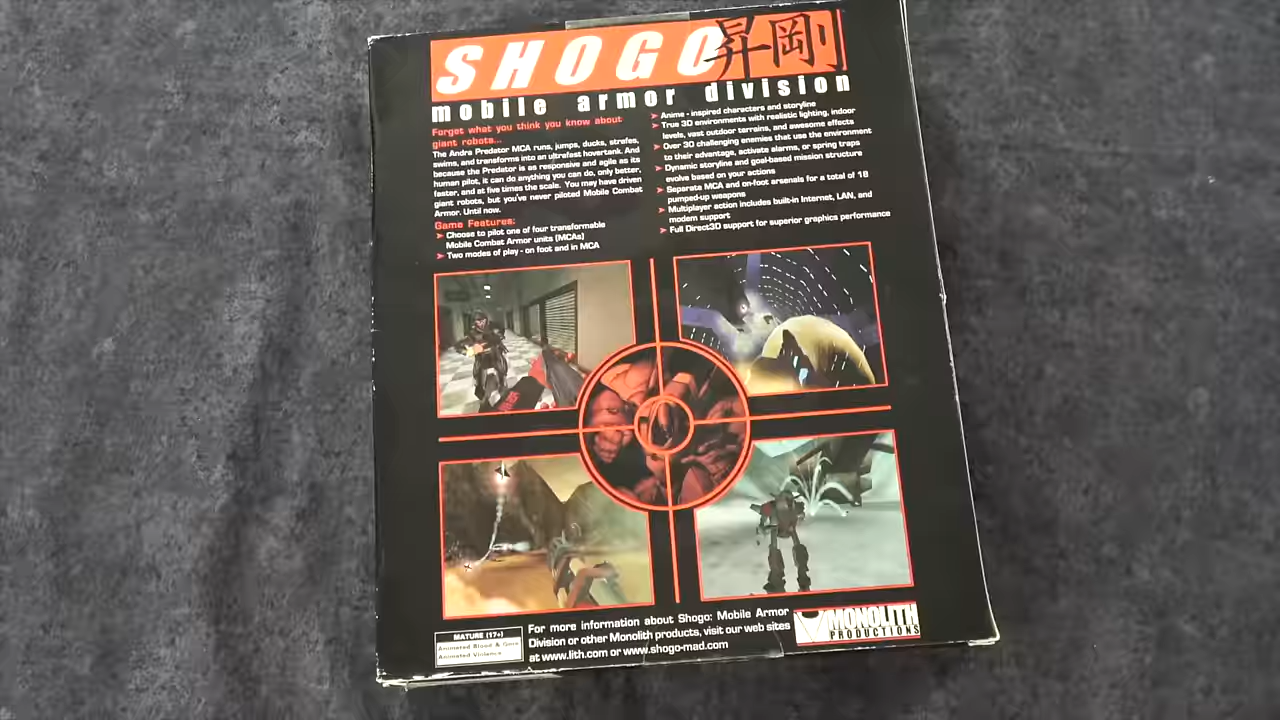 SHOGO昇剛
mobile armor division
Forget what you think you know about
giant robots...
The Andra Predator MCA runs, jumps, ducks, strafes,
swims, and transforms into an ultrafast hovertank. And
because the Predator is as responsive and agile as its
human pilot, it can do anything you can do, only better,
faster, and at five times the scale. You may have driven
giant robots, but you've never piloted Mobile Combat
Armor. Until now.
Game Features:
➤ Choose to pilot one of four transformable
Mobile Combat Armor units (MCAs)
➤ Two modes of play - on foot and in MCA
➤ Anime - inspired characters and storyline
➤ True 3D environments with realistic lighting, indoor
levels, vast outdoor terrains, and awesome effects
➤ Over 30 challenging enemies that use the environment
to their advantage, activate alarms, or spring traps
➤ Dynamic storyline and goal-based mission structure
evolve based on your actions
➤ Separate MCA and on-foot arsenals for a total of 18
pumped-up weapons
➤ Multiplayer action includes built-in Internet, LAN, and
modem support
➤ Full Direct3D support for superior graphics performance
MATURE (17+)
Animated Blood & Gore
Animated Violence
For more information about Shogo: Mobile Armor
Division or other Monolith products, visit our web sites
at www.lith.com or www.shogo-mad.com
MONOLITH
PRODUCTIONS